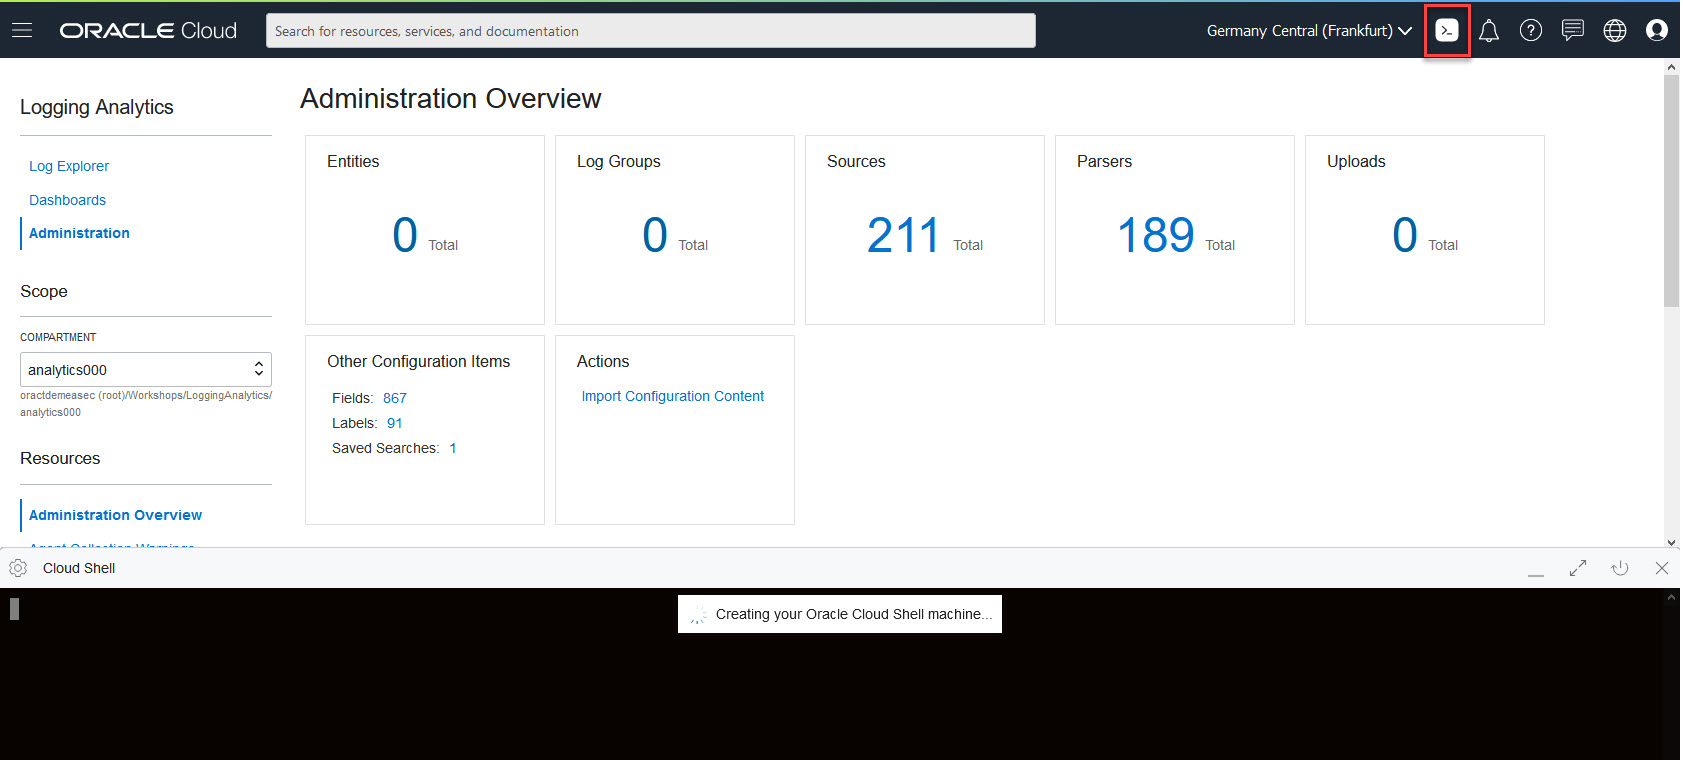 ORACLE Cloud
Search for resources, services, and documentation
Germany Central (Frankfurt)
Logging Analytics
Log Explorer
Dashboards
Administration
Scope
COMPARTMENT
analytics000
oractdemeasec (root)/Workshops/LoggingAnalytics/
analytics000
Resources
Administration Overview
Agent Collection Warnings
Administration Overview
Entities
0 Total
Log Groups
0 Total
Sources
211 Total
Parsers
189 Total
Uploads
0 Total
Other Configuration Items
Fields: 867
Labels: 91
Saved Searches: 1
Actions
Import Configuration Content
Cloud Shell
Creating your Oracle Cloud Shell machine...